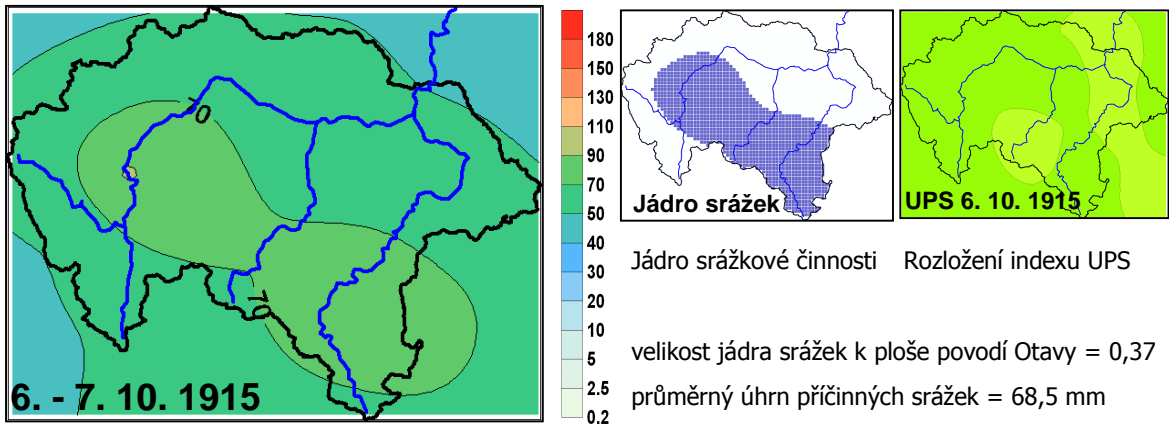 70
70
6. - 7. 10. 1915
180
150
130
110
90
70
50
40
30
20
10
5
2.5
0.2
Jádro srážek
UPS 6. 10. 1915
Jádro srážkové činnosti
Rozložení indexu UPS
velikost jádra srážek k ploše povodí Otavy = 0,37
průměrný úhrn příčinných srážek = 68,5 mm